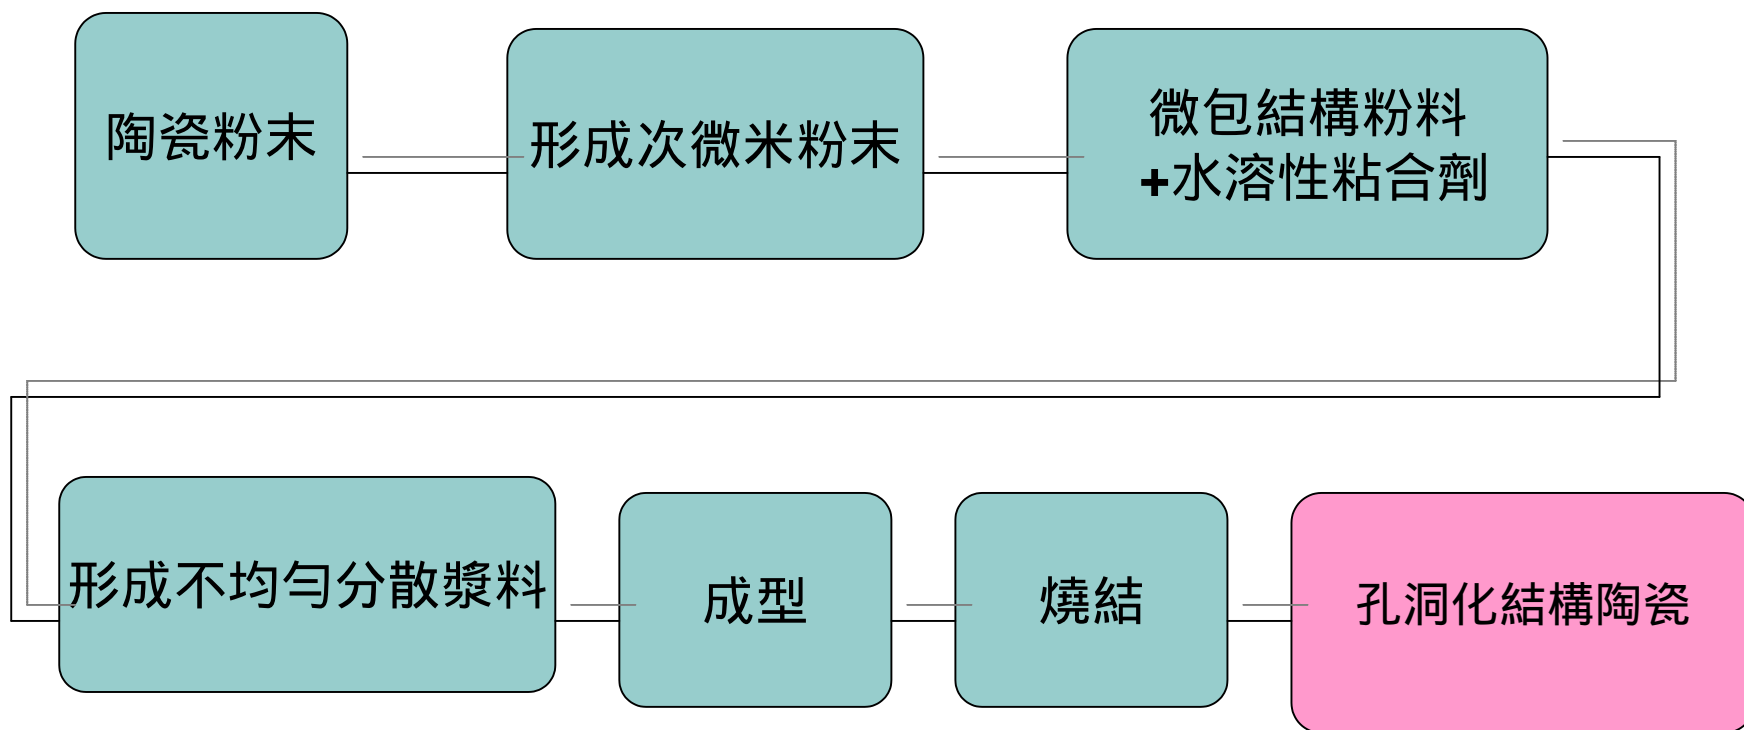 陶瓷粉末
形成次微米粉末
微包結構粉料
+水溶性粘合劑
形成不均勻分散漿料
成型
燒結
孔洞化結構陶瓷